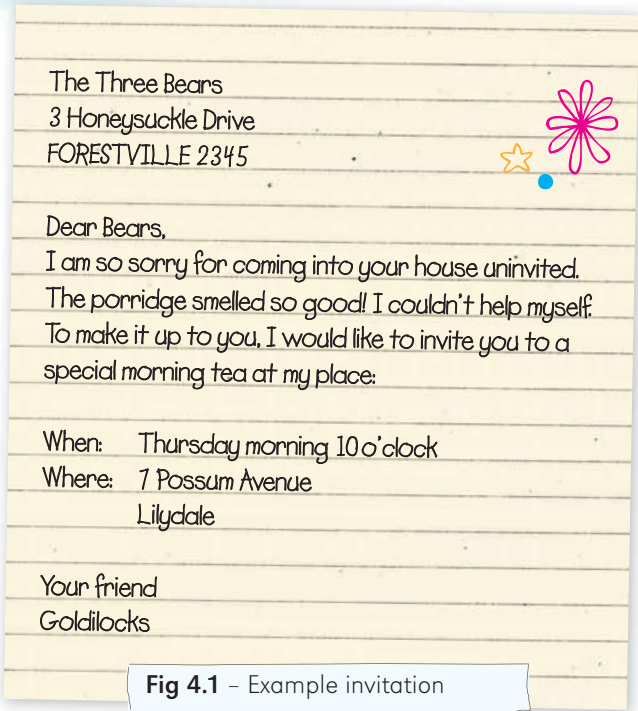 The Three Bears
3 Honeysuckle Drive
FORESTVILLE 2345
Dear Bears,
I am so sorry for coming into your house uninvited.
The porridge smelled so good! I couldn't help myself.
To make it up to you, I would like to invite you to a
special morning tea at my place:
When: Thursday morning 10 o'clock
Where: 7 Possum Avenue
Lilydale
Your friend
Goldilocks
Fig 4.1 – Example invitation